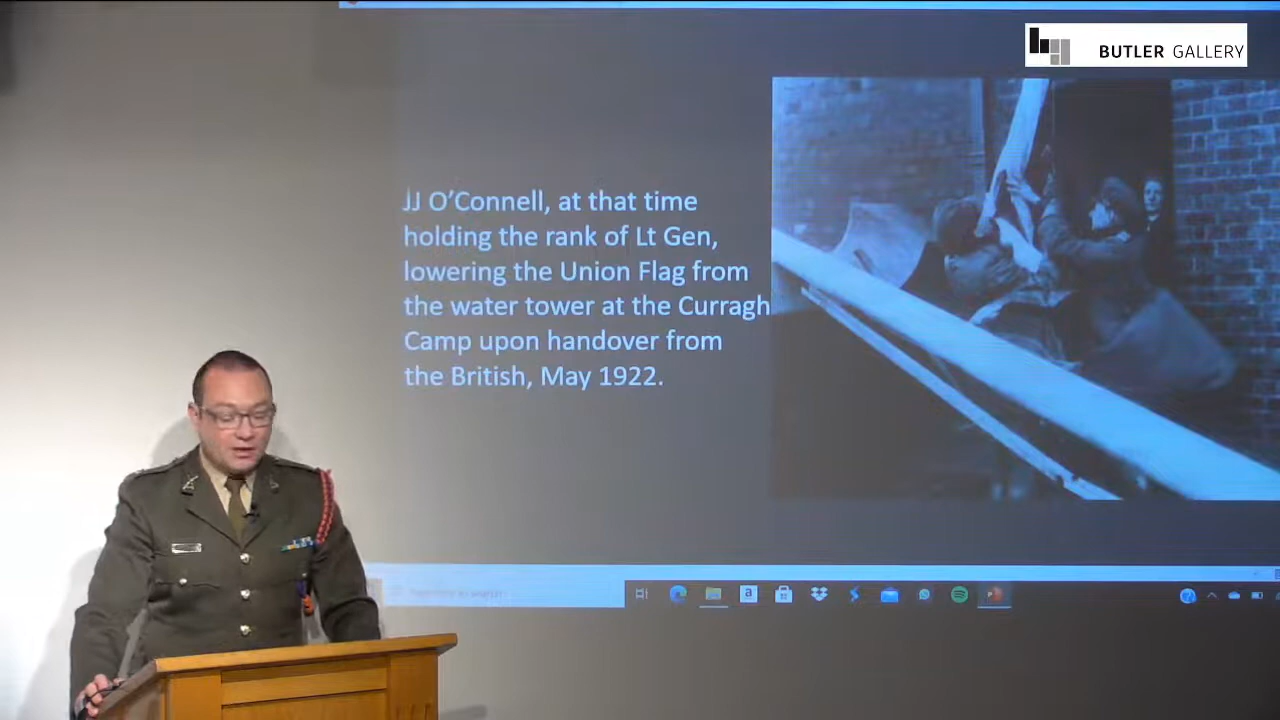 BUTLER GALLERY
JJ O’Connell, at that time
holding the rank of Lt Gen,
lowering the Union Flag from
the water tower at the Curragh
Camp upon handover from
the British, May 1922.